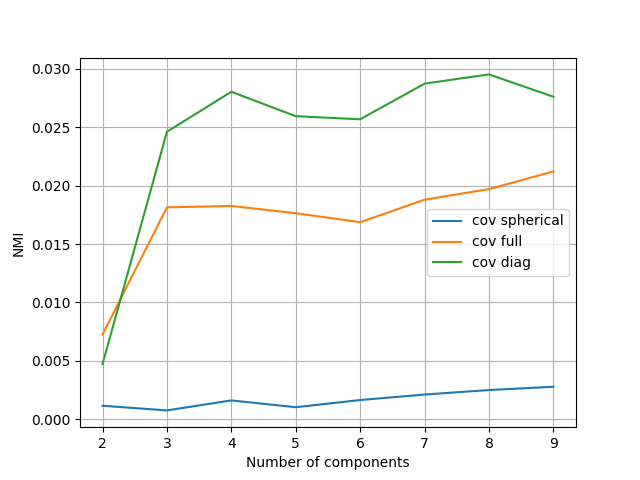 0.030
0.025
0.020
0.015
0.010
0.005
0.000
NMI
cov spherical
cov full
cov diag
2 3 4 5 6 7 8 9
Number of components